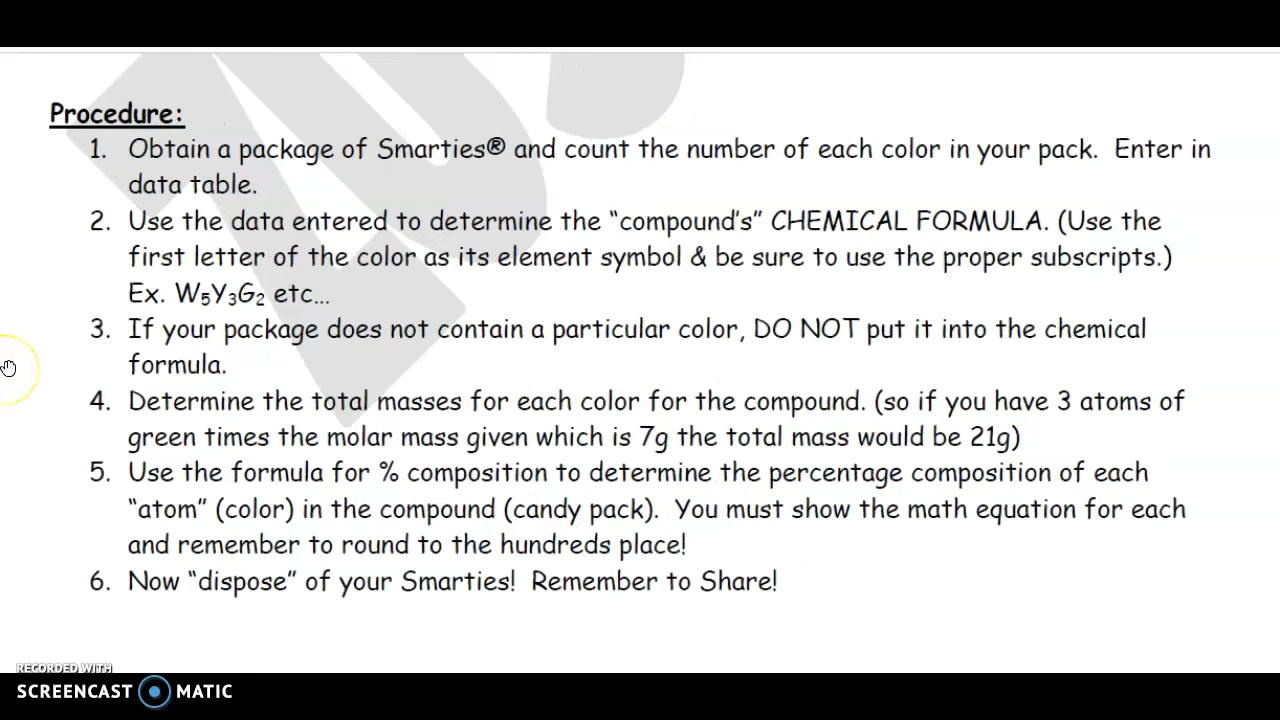 Procedure:
1. Obtain a package of Smarties® and count the number of each color in your pack. Enter in
data table.
2. Use the data entered to determine the “compound’s” CHEMICAL FORMULA. (Use the
first letter of the color as its element symbol & be sure to use the proper subscripts.)
Ex. W₅Y₃G₂ etc…
3. If your package does not contain a particular color, DO NOT put it into the chemical
formula.
4. Determine the total masses for each color for the compound. (so if you have 3 atoms of
green times the molar mass given which is 7g the total mass would be 21g)
5. Use the formula for % composition to determine the percentage composition of each
“atom” (color) in the compound (candy pack). You must show the math equation for each
and remember to round to the hundreds place!
6. Now “dispose” of your Smarties! Remember to Share!
RECORDED WITH
SCREENCAST MATIC